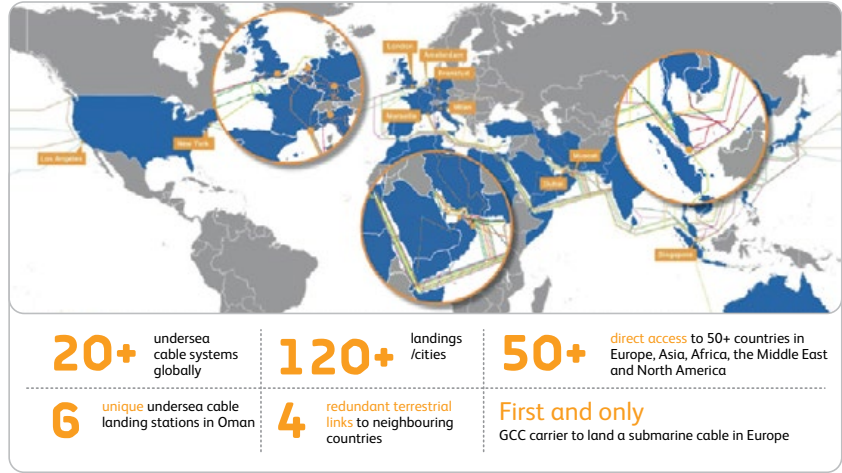 London
Amsterdam
Frankfurt
Milan
Marseille
New York
Los Angeles
Muscat
Dubai
Singapore
20+
undersea
cable systems
globally
120+
landings
/cities
50+
direct access to 50+ countries in
Europe, Asia, Africa, the Middle East
and North America
6
unique undersea cable
landing stations in Oman
4
redundant terrestrial
links to neighbouring
countries
First and only
GCC carrier to land a submarine cable in Europe